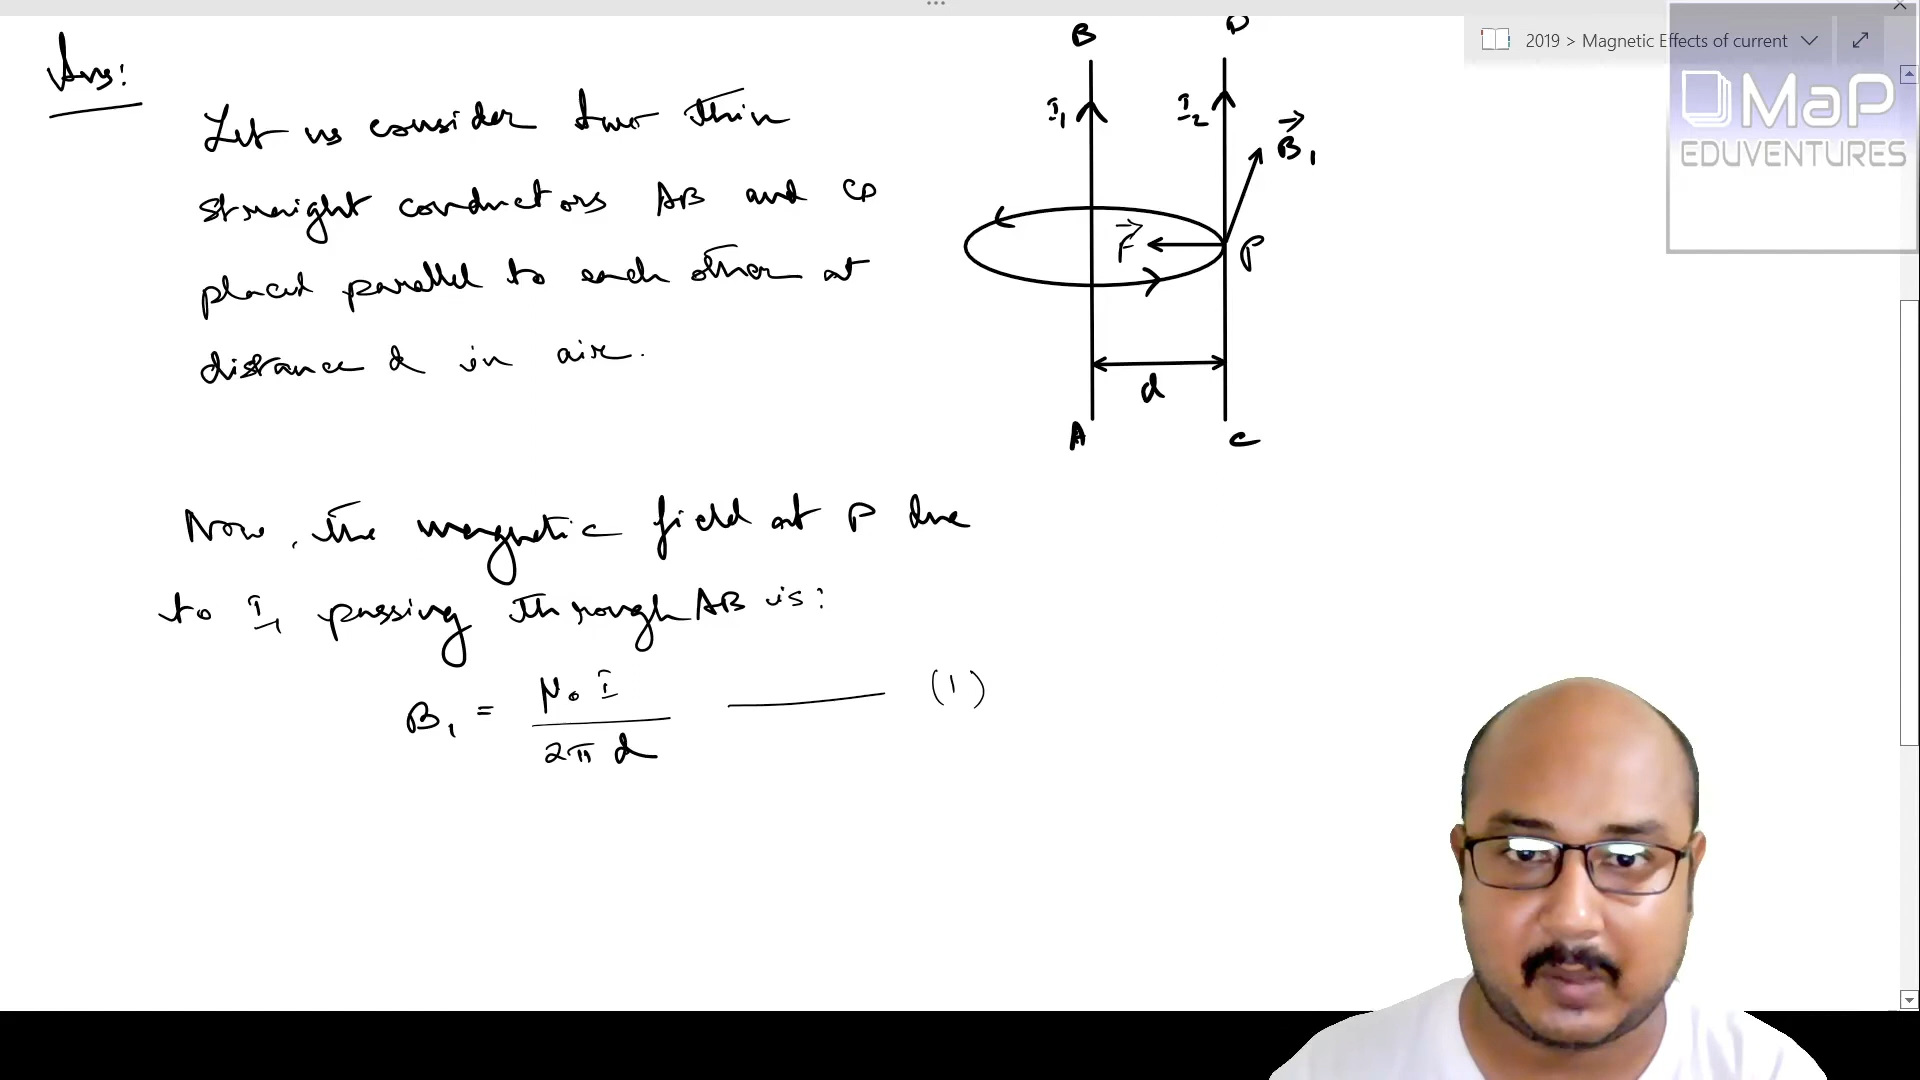 2019 > Magnetic Effects of current
MaP
EDUVENTURES
Ans:
Let us consider two thin
straight conductors AB and CD
placed parallel to each other at
distance d in air.
B
D
I₁
I₂
B⃗₁
F⃗
P
d
A
C
Now, the magnetic field at P due
to I₁ passing through AB is:
B₁ = μ₀ I / 2π d ——— (1)